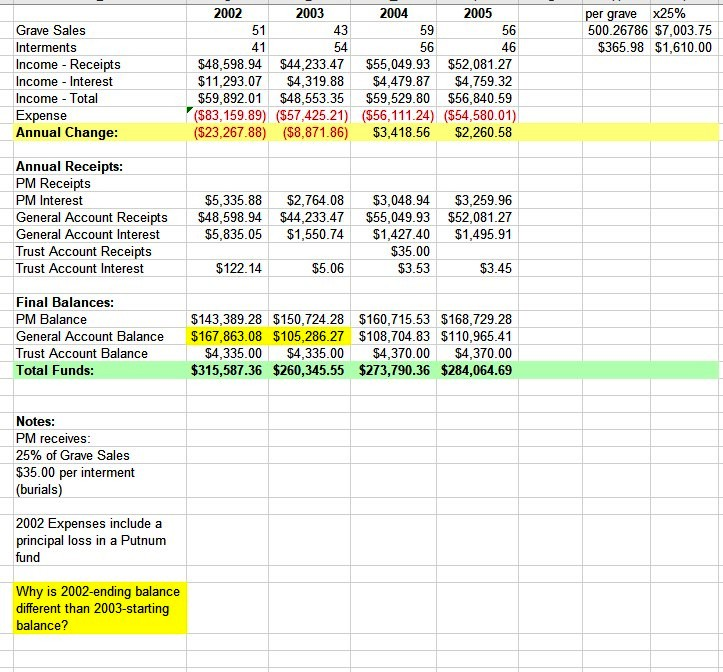 2002 2003 2004 2005 per grave x25%
Grave Sales 51 43 59 56 500.26786 $7,003.75
Interments 41 54 56 46 $365.98 $1,610.00
Income - Receipts $48,598.94 $44,233.47 $55,049.93 $52,081.27
Income - Interest $11,293.07 $4,319.88 $4,479.87 $4,759.32
Income - Total $59,892.01 $48,553.35 $59,529.80 $56,840.59
Expense ($83,159.89) ($57,425.21) ($56,111.24) ($54,580.01)
Annual Change: ($23,267.88) ($8,871.86) $3,418.56 $2,260.58
Annual Receipts:
PM Receipts
PM Interest $5,335.88 $2,764.08 $3,048.94 $3,259.96
General Account Receipts $48,598.94 $44,233.47 $55,049.93 $52,081.27
General Account Interest $5,835.05 $1,550.74 $1,427.40 $1,495.91
Trust Account Receipts $35.00
Trust Account Interest $122.14 $5.06 $3.53 $3.45
Final Balances:
PM Balance $143,389.28 $150,724.28 $160,715.53 $168,729.28
General Account Balance $167,863.08 $105,286.27 $108,704.83 $110,965.41
Trust Account Balance $4,335.00 $4,335.00 $4,370.00 $4,370.00
Total Funds: $315,587.36 $260,345.55 $273,790.36 $284,064.69
Notes:
PM receives:
25% of Grave Sales
$35.00 per interment
(burials)
2002 Expenses include a
principal loss in a Putnum
fund
Why is 2002-ending balance
different than 2003-starting
balance?